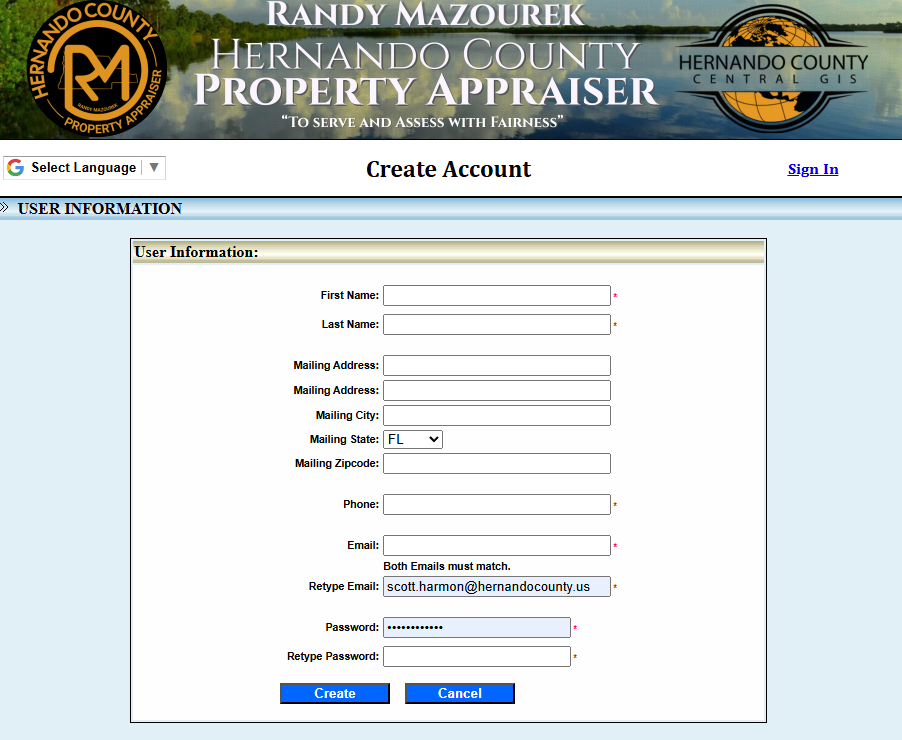 RANDY MAZOUREK
HERNANDO COUNTY
PROPERTY APPRAISER
“TO SERVE AND ASSESS WITH FAIRNESS”
HERNANDO COUNTY
RM
RANDY MAZOUREK
PROPERTY APPRAISER
HERNANDO COUNTY
CENTRAL GIS
G Select Language ▼
Create Account
Sign In
USER INFORMATION
User Information:
First Name: *
Last Name: *
Mailing Address:
Mailing Address:
Mailing City:
Mailing State: FL
Mailing Zipcode:
Phone: *
Email: *
Both Emails must match.
Retype Email: scott.harmon@hernandocounty.us *
Password: •••••••••••• *
Retype Password: *
Create Cancel